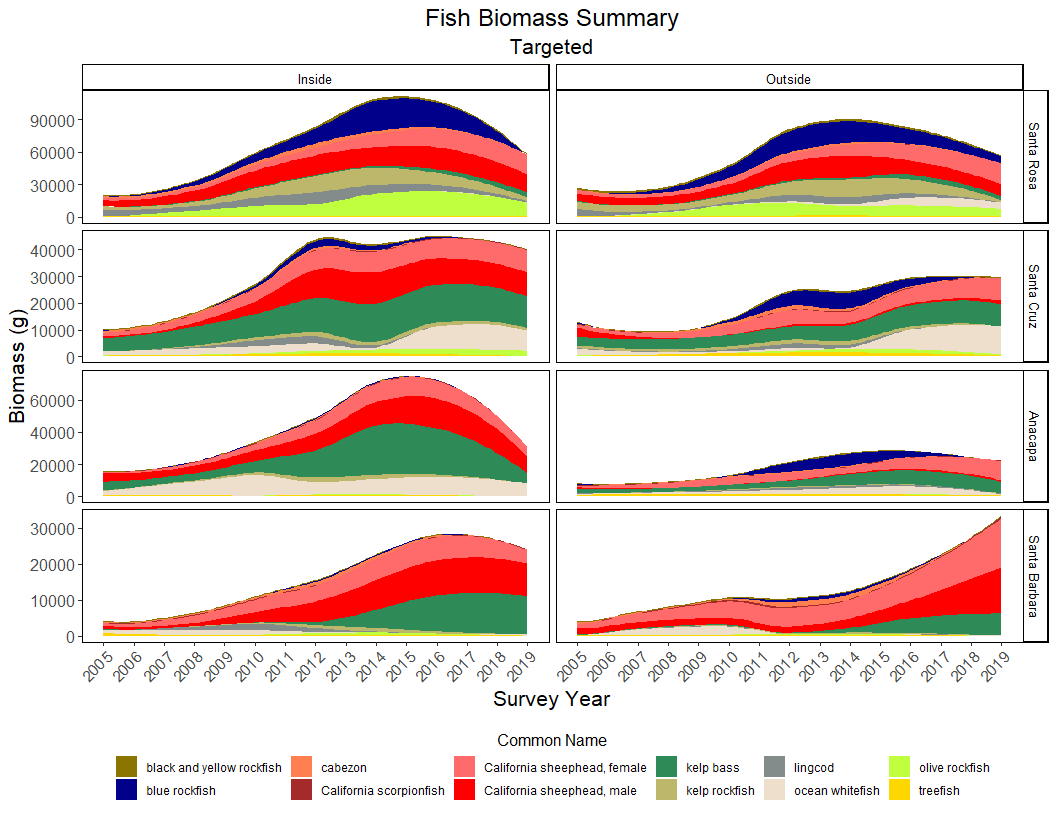 Fish Biomass Summary
Targeted
Inside
Outside
Biomass (g)
90000
60000
30000
0
Santa Rosa
40000
30000
20000
10000
0
Santa Cruz
60000
40000
20000
0
Anacapa
30000
20000
10000
0
Santa Barbara
2005 2006 2007 2008 2009 2010 2011 2012 2013 2014 2015 2016 2017 2018 2019
2005 2006 2007 2008 2009 2010 2011 2012 2013 2014 2015 2016 2017 2018 2019
Survey Year
Common Name
black and yellow rockfish
cabezon
California sheephead, female
kelp bass
lingcod
olive rockfish
blue rockfish
California scorpionfish
California sheephead, male
kelp rockfish
ocean whitefish
treefish